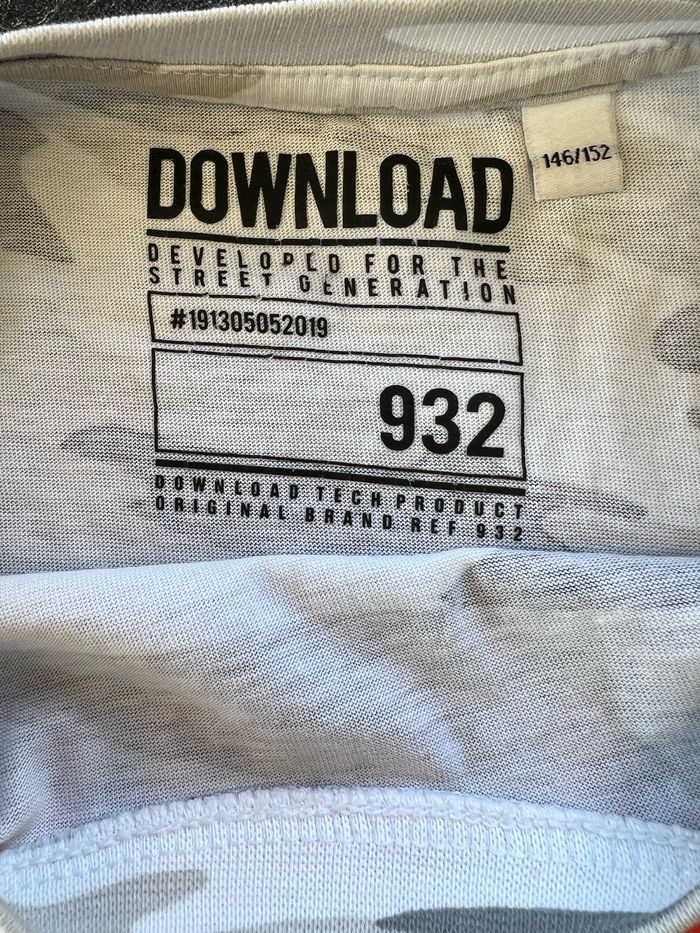 DOWNLOAD
146/152
DEVELOPED FOR THE
STREET GENERATION
#191305052019
932
DOWNLOAD TECH PRODUCT
ORIGINAL BRAND REF 932